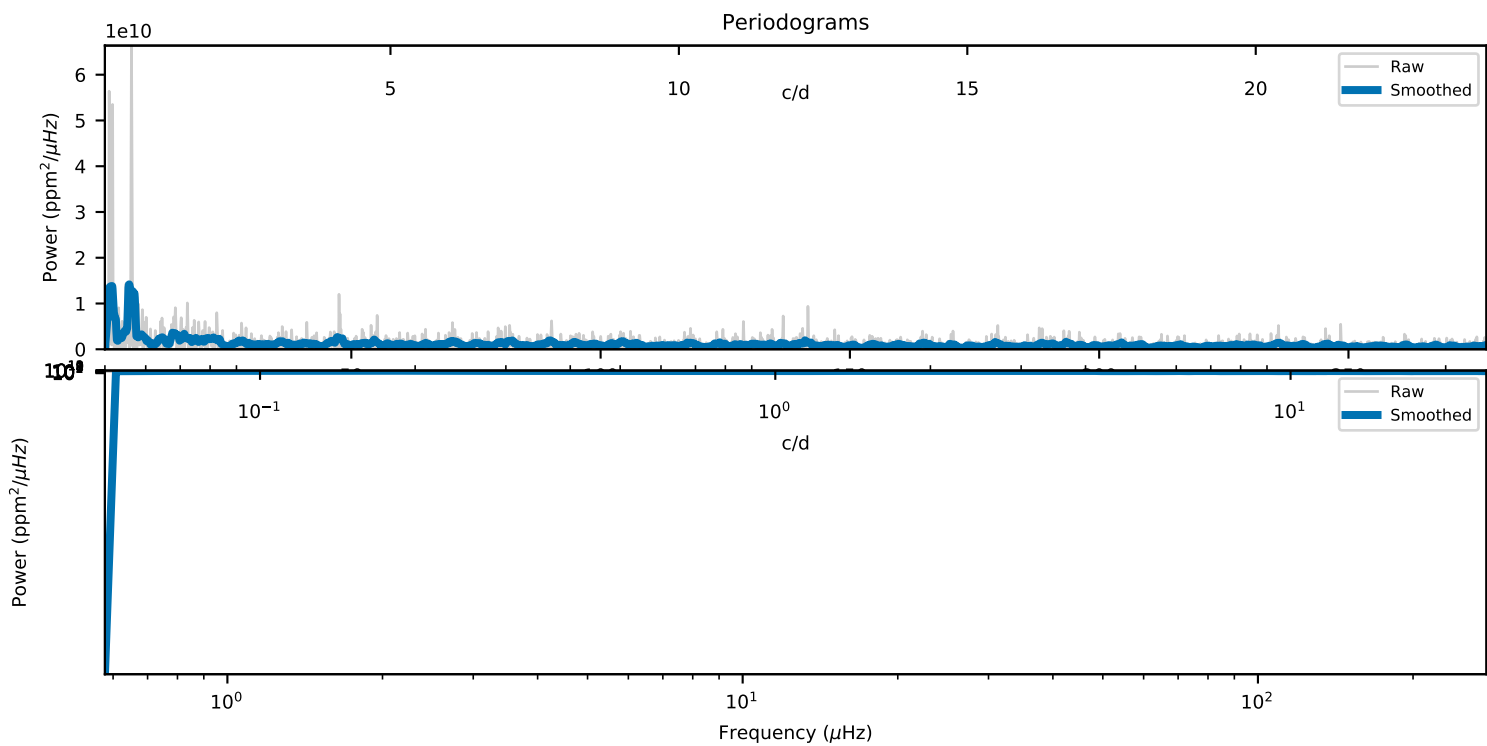 Periodograms
1e10
6
5
4
3
2
1
0
Power (ppm²/μHz)
5 10 15 20
c/d
Raw
Smoothed
10⁻¹ 10⁰ 10¹
c/d
Raw
Smoothed
Power (ppm²/μHz)
10⁰ 10¹ 10²
Frequency (μHz)